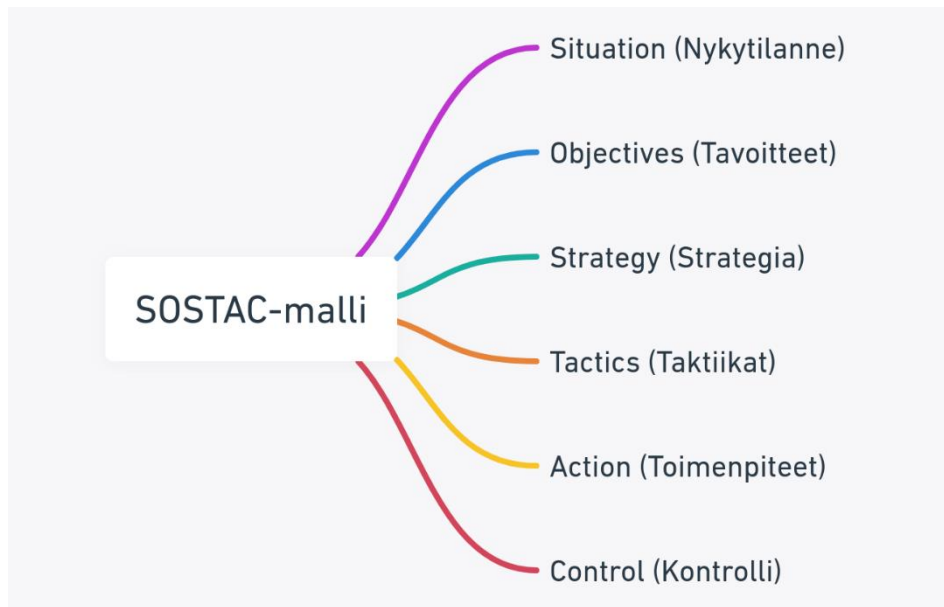 SOSTAC-malli
Situation (Nykytilanne)
Objectives (Tavoitteet)
Strategy (Strategia)
Tactics (Taktiikat)
Action (Toimenpiteet)
Control (Kontrolli)